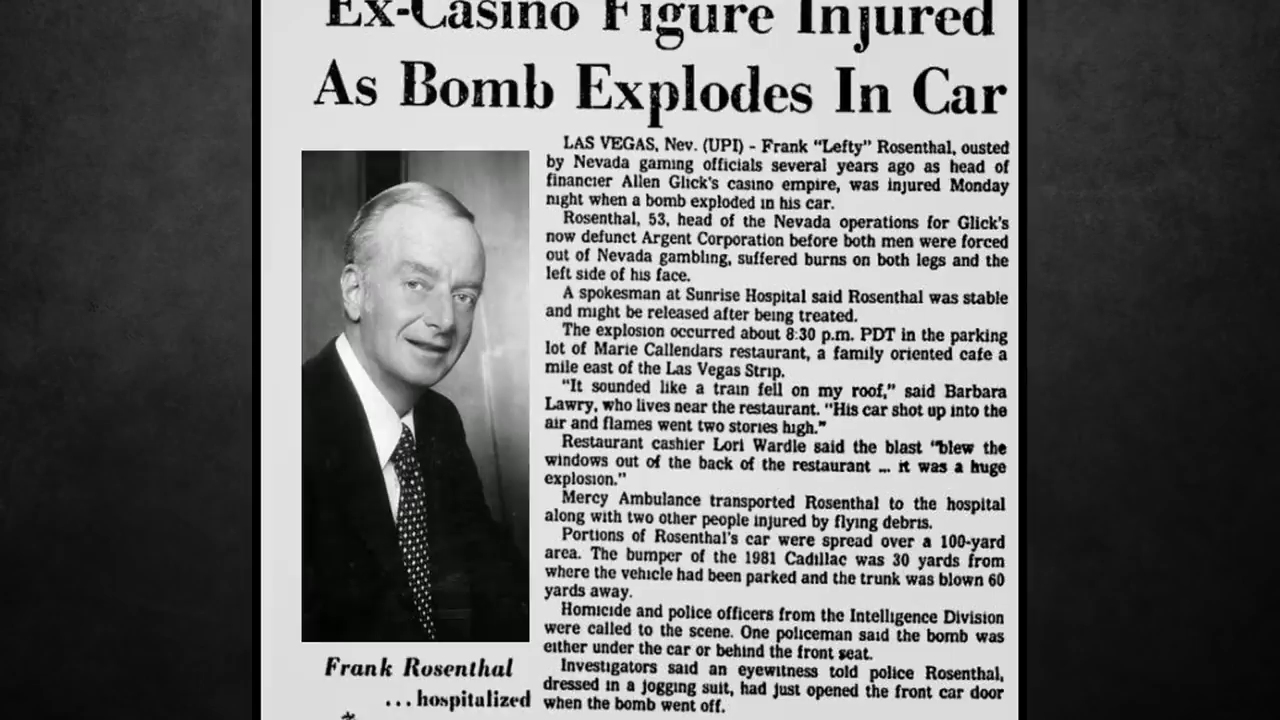 Ex-Casino Figure Injured
As Bomb Explodes In Car
LAS VEGAS, Nev. (UPI) - Frank "Lefty" Rosenthal, ousted
by Nevada gaming officials several years ago as head of
financier Allen Glick's casino empire, was injured Monday
night when a bomb exploded in his car.
Rosenthal, 53, head of the Nevada operations for Glick's
now defunct Argent Corporation before both men were forced
out of Nevada gambling, suffered burns on both legs and the
left side of his face.
A spokesman at Sunrise Hospital said Rosenthal was stable
and might be released after being treated.
The explosion occurred about 8:30 p.m. PDT in the parking
lot of Marie Callendars restaurant, a family oriented cafe a
mile east of the Las Vegas Strip.
"It sounded like a train fell on my roof," said Barbara
Lawry, who lives near the restaurant. "His car shot up into the
air and flames went two stories high."
Restaurant cashier Lori Wardle said the blast "blew the
windows out of the back of the restaurant ... it was a huge
explosion."
Mercy Ambulance transported Rosenthal to the hospital
along with two other people injured by flying debris.
Portions of Rosenthal's car were spread over a 100-yard
area. The bumper of the 1981 Cadillac was 30 yards from
where the vehicle had been parked and the trunk was blown 60
yards away.
Homicide and police officers from the Intelligence Division
were called to the scene. One policeman said the bomb was
either under the car or behind the front seat.
Investigators said an eyewitness told police Rosenthal,
dressed in a jogging suit, had just opened the front car door
when the bomb went off.
Frank Rosenthal
...hospitalized